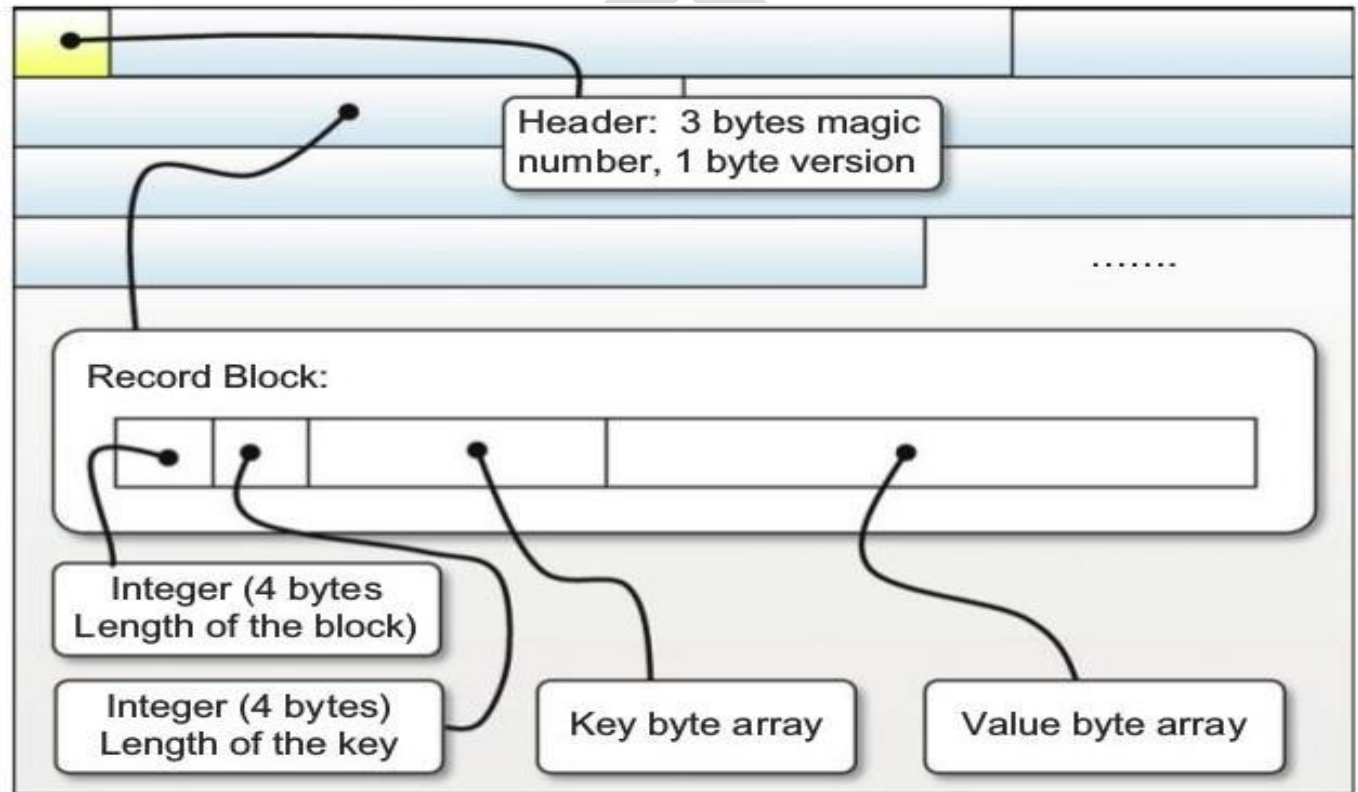 Header:  3 bytes magic
number, 1 byte version
.......
Record Block:
Integer (4 bytes
Length of the block)
Integer (4 bytes)
Length of the key
Key byte array
Value byte array